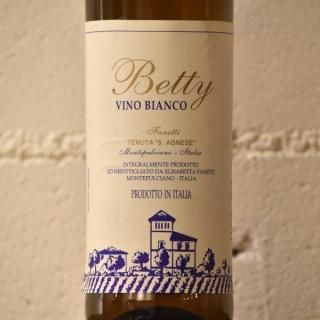 Betty
VINO BIANCO
Fanetti
TENUTA "S. AGNESE"
Montepulciano - Italia
INTEGRALMENTE PRODOTTO
ED IMBOTTIGLIATO DA ELISABETTA FANETTI
MONTEPULCIANO - ITALIA
PRODOTTO IN ITALIA